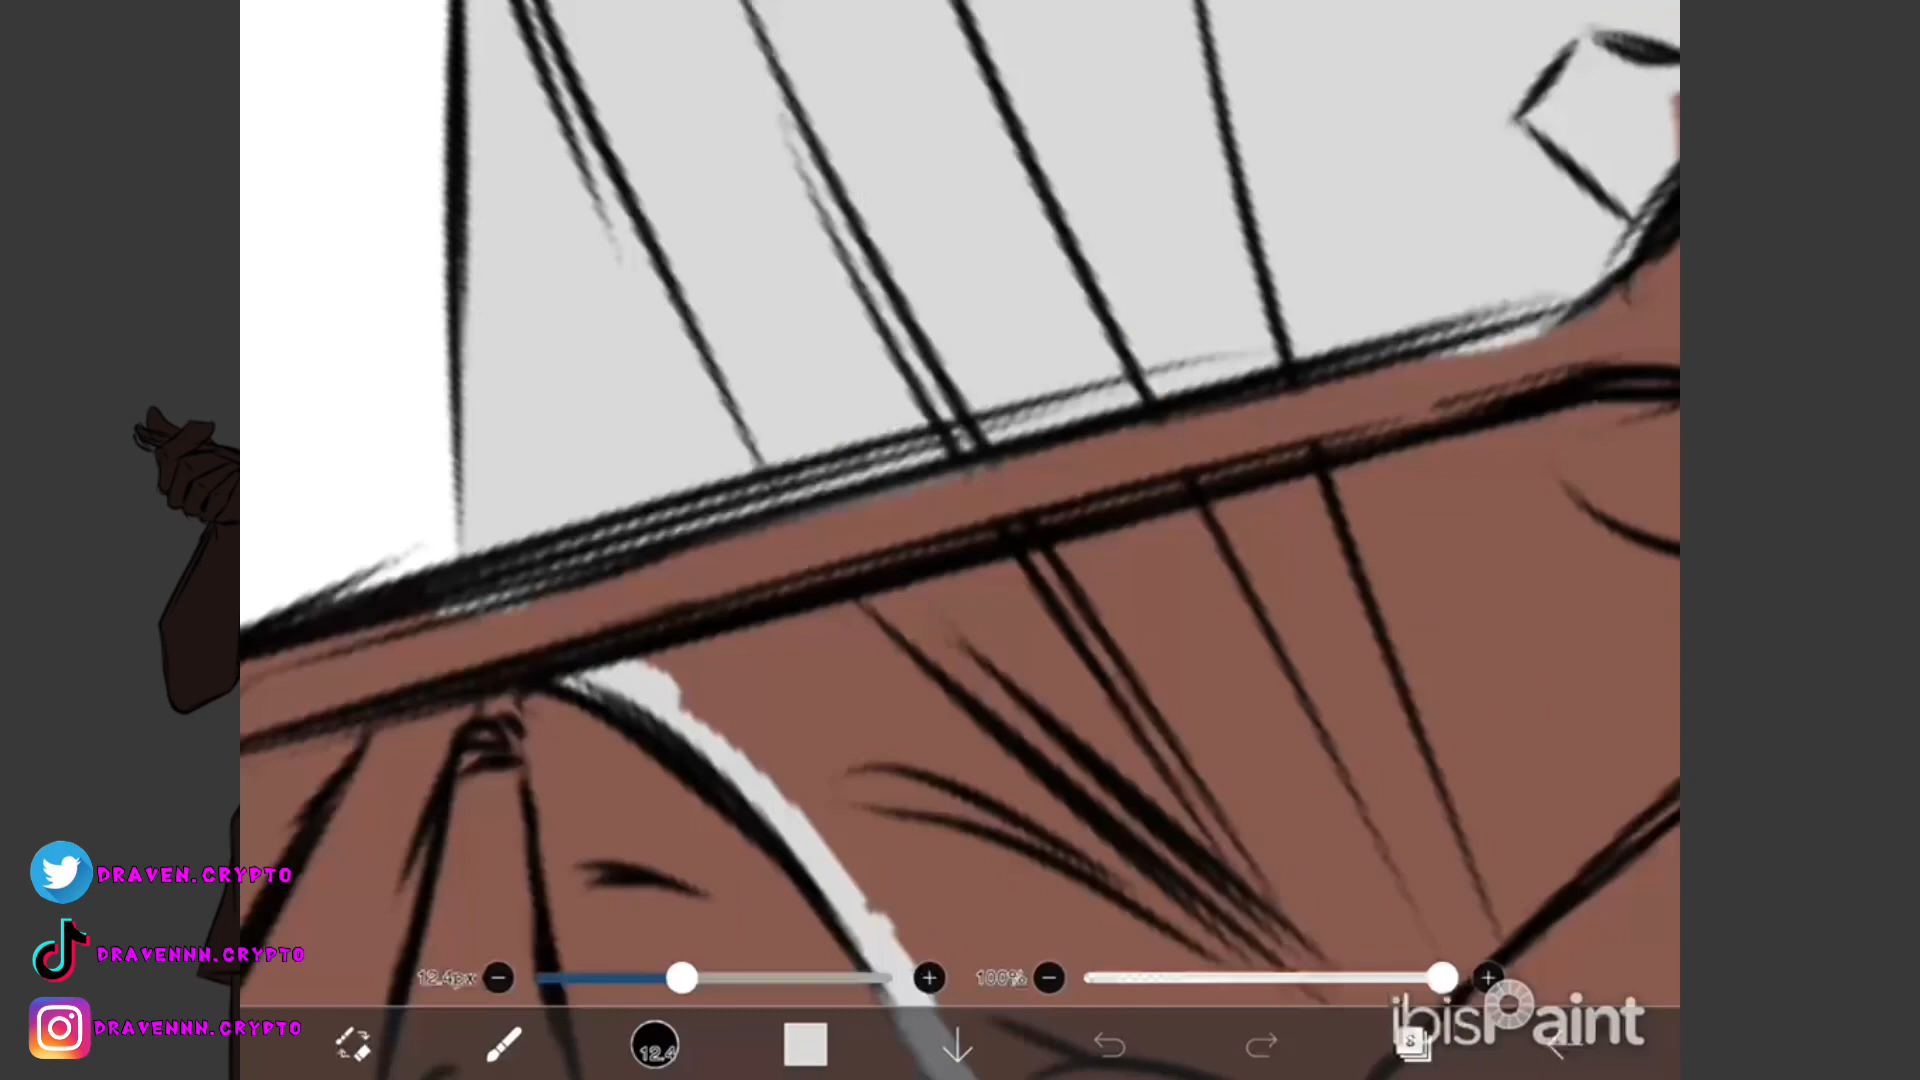 DRAVEN.CRYPTO
DRAVENNN.CRYPTO
DRAVENNN.CRYPTO
12.4px
100%
12.4
S
ibisPaint